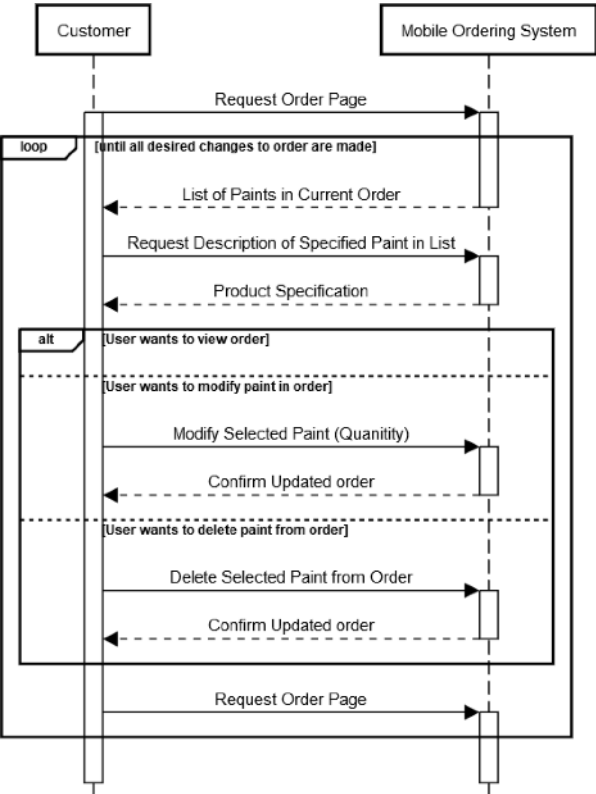 Customer
Mobile Ordering System
Request Order Page
loop
[until all desired changes to order are made]
List of Paints in Current Order
Request Description of Specified Paint in List
Product Specification
alt
[User wants to view order]
[User wants to modify paint in order]
Modify Selected Paint (Quanitity)
Confirm Updated order
[User wants to delete paint from order]
Delete Selected Paint from Order
Confirm Updated order
Request Order Page